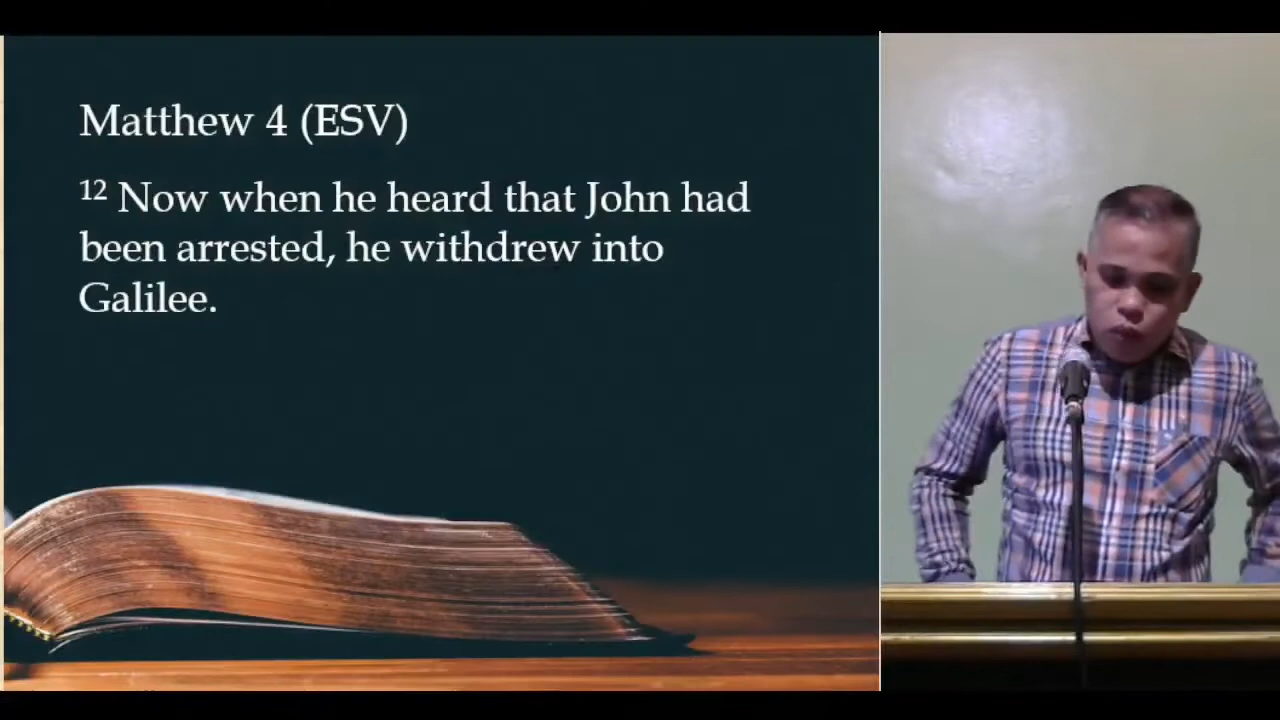 Matthew 4 (ESV)
¹² Now when he heard that John had
been arrested, he withdrew into
Galilee.